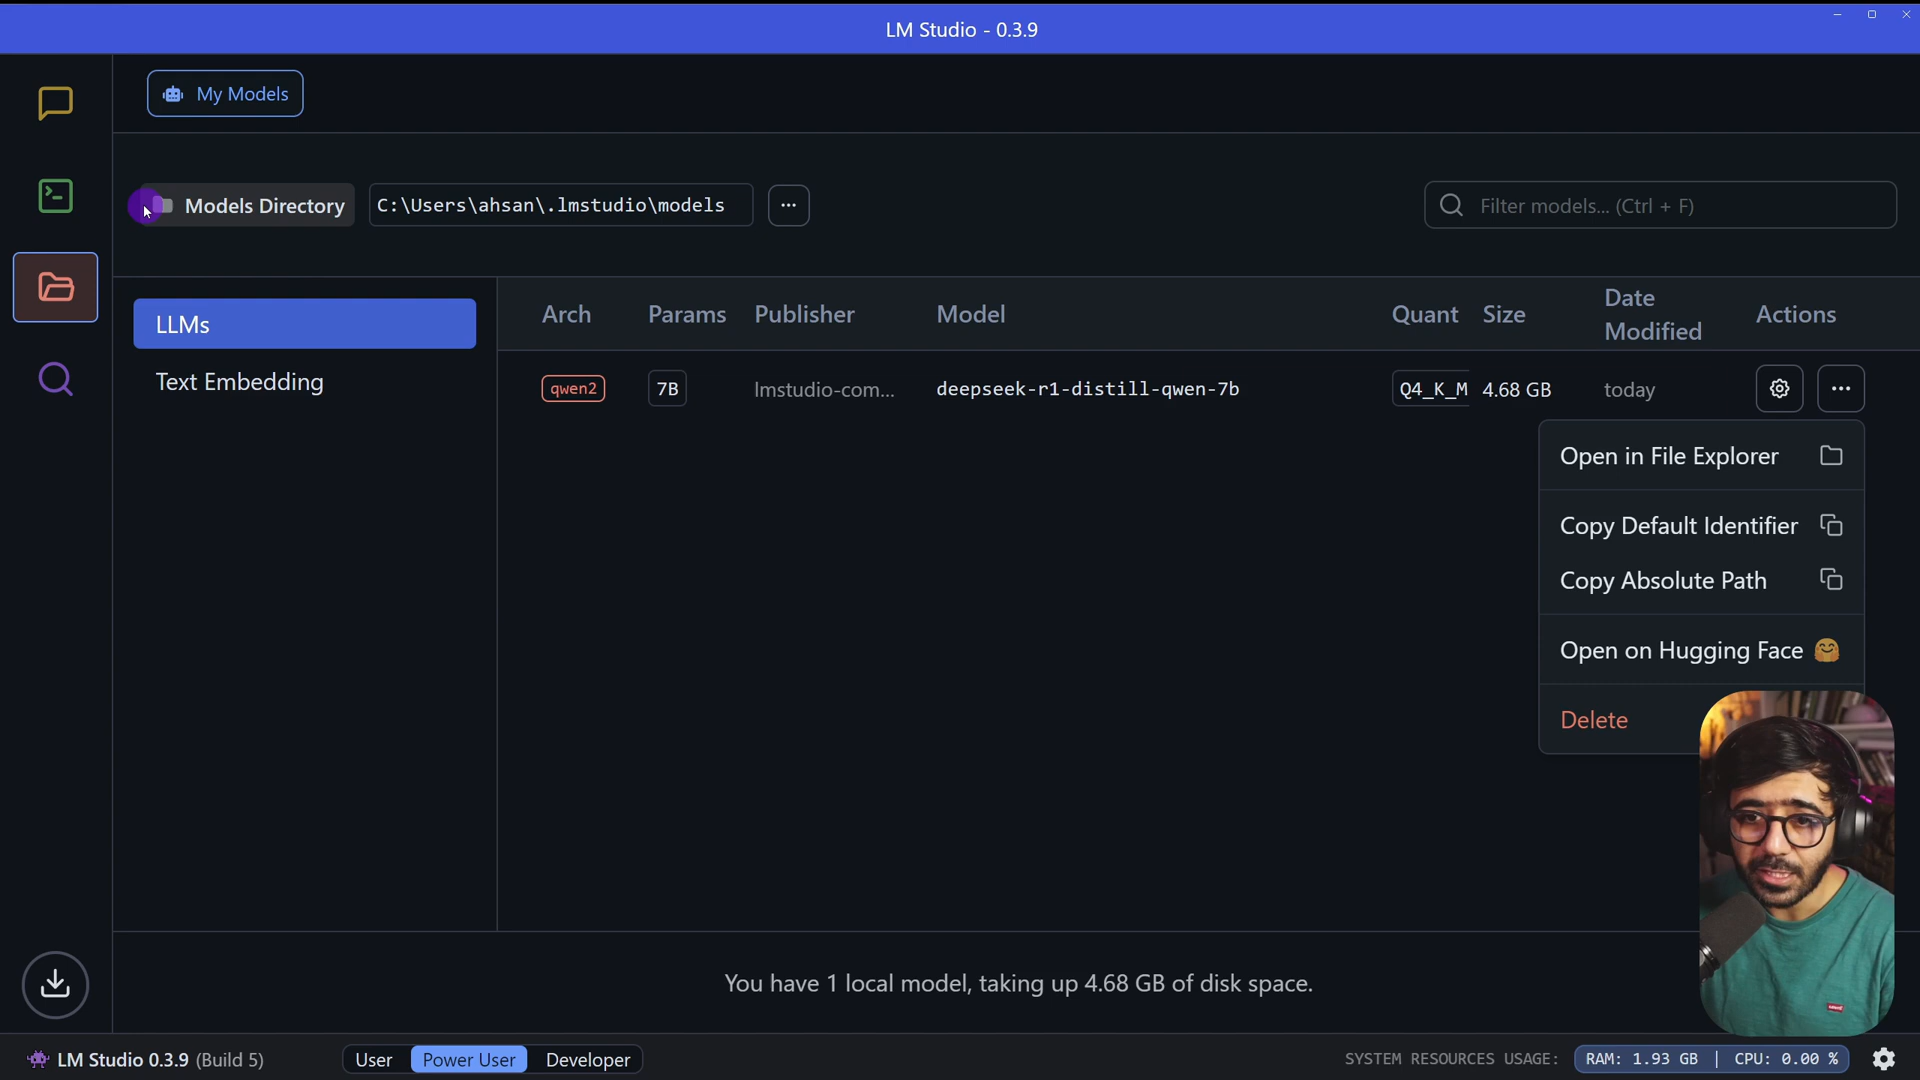 LM Studio - 0.3.9
My Models
Models Directory
C:\Users\ahsan\.lmstudio\models
Filter models... (Ctrl + F)
LLMs
Text Embedding
Arch Params Publisher Model Quant Size Date Modified Actions
qwen2 7B lmstudio-com... deepseek-r1-distill-qwen-7b Q4_K_M 4.68 GB today
Open in File Explorer
Copy Default Identifier
Copy Absolute Path
Open on Hugging Face
Delete
You have 1 local model, taking up 4.68 GB of disk space.
LM Studio 0.3.9 (Build 5)
User Power User Developer
SYSTEM RESOURCES USAGE: RAM: 1.93 GB | CPU: 0.00 %